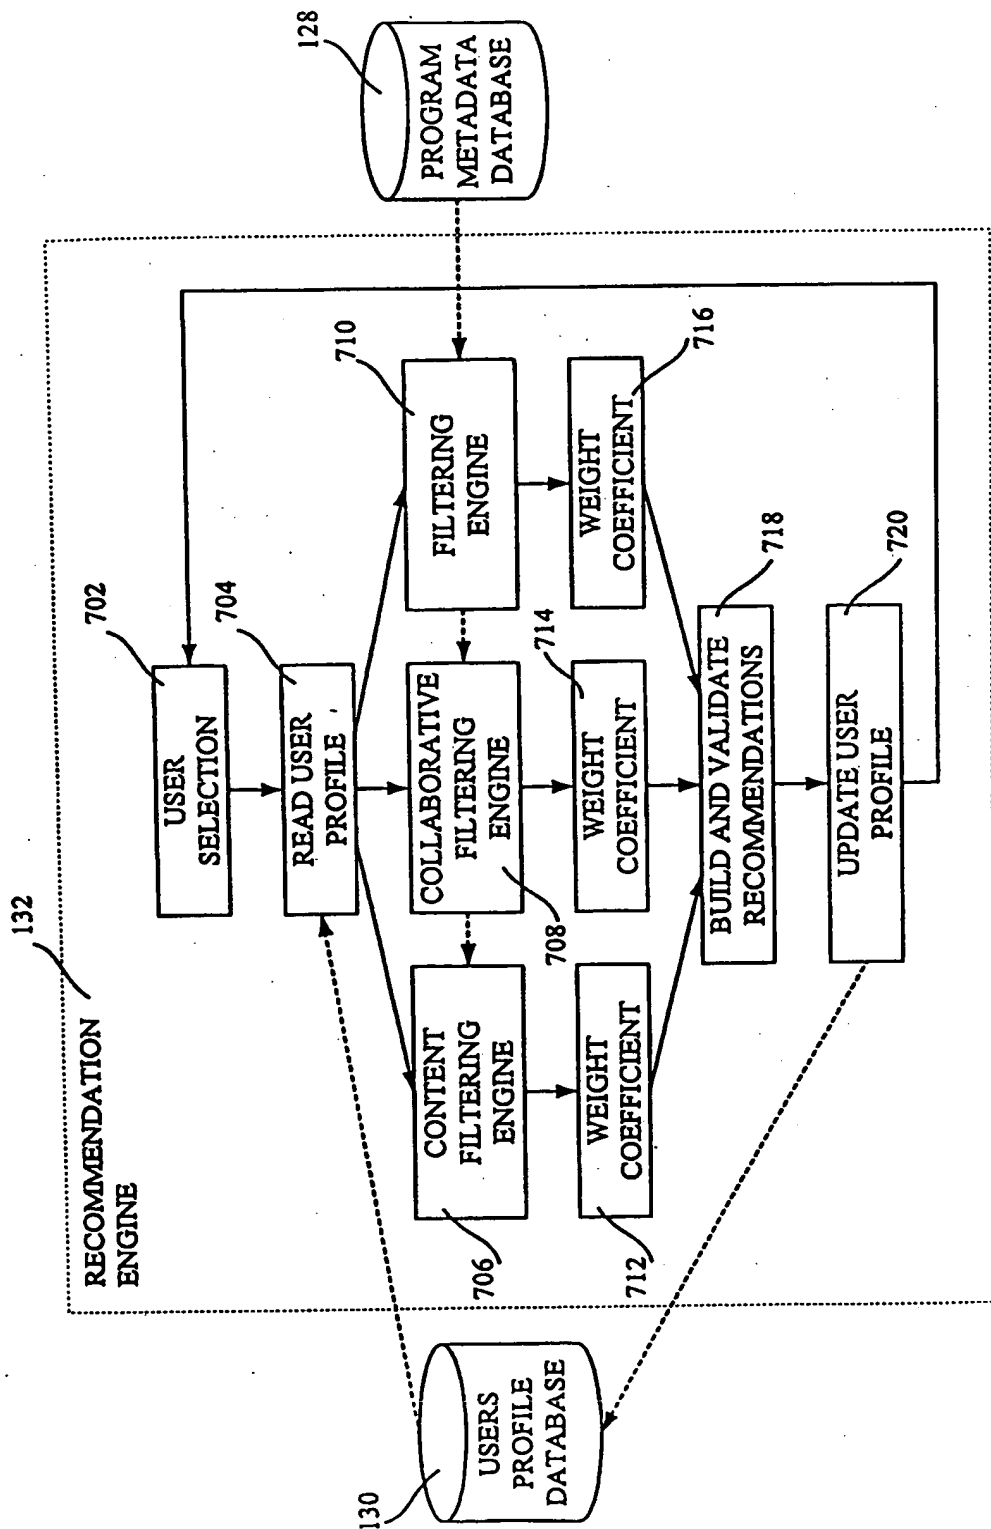 132
RECOMMENDATION
ENGINE
702
USER
SELECTION
704
READ USER
PROFILE
128
PROGRAM
METADATA
DATABASE
130
USERS
PROFILE
DATABASE
706
CONTENT
FILTERING
ENGINE
708
COLLABORATIVE
FILTERING
ENGINE
710
FILTERING
ENGINE
712
WEIGHT
COEFFICIENT
714
WEIGHT
COEFFICIENT
716
WEIGHT
COEFFICIENT
718
BUILD AND VALIDATE
RECOMMENDATIONS
720
UPDATE USER
PROFILE